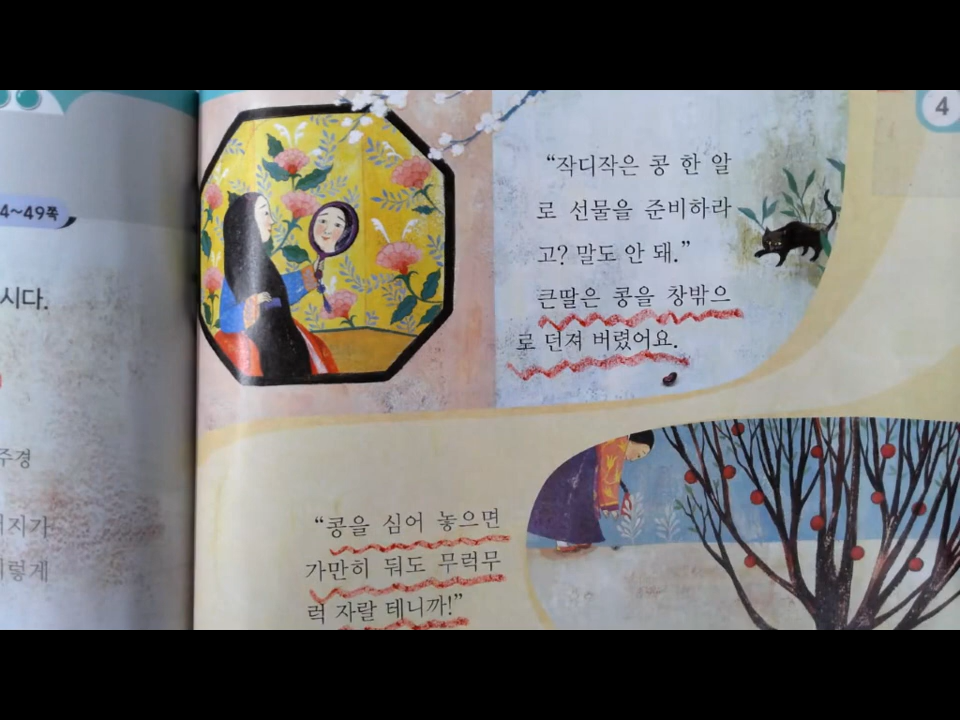 4~49쪽
시다.
주경
지가
렇게
4
“작디작은 콩 한 알
로 선물을 준비하라
고? 말도 안 돼.”
큰딸은 콩을 창밖으
로 던져 버렸어요.
“콩을 심어 놓으면
가만히 둬도 무럭무
럭 자랄 테니까!”